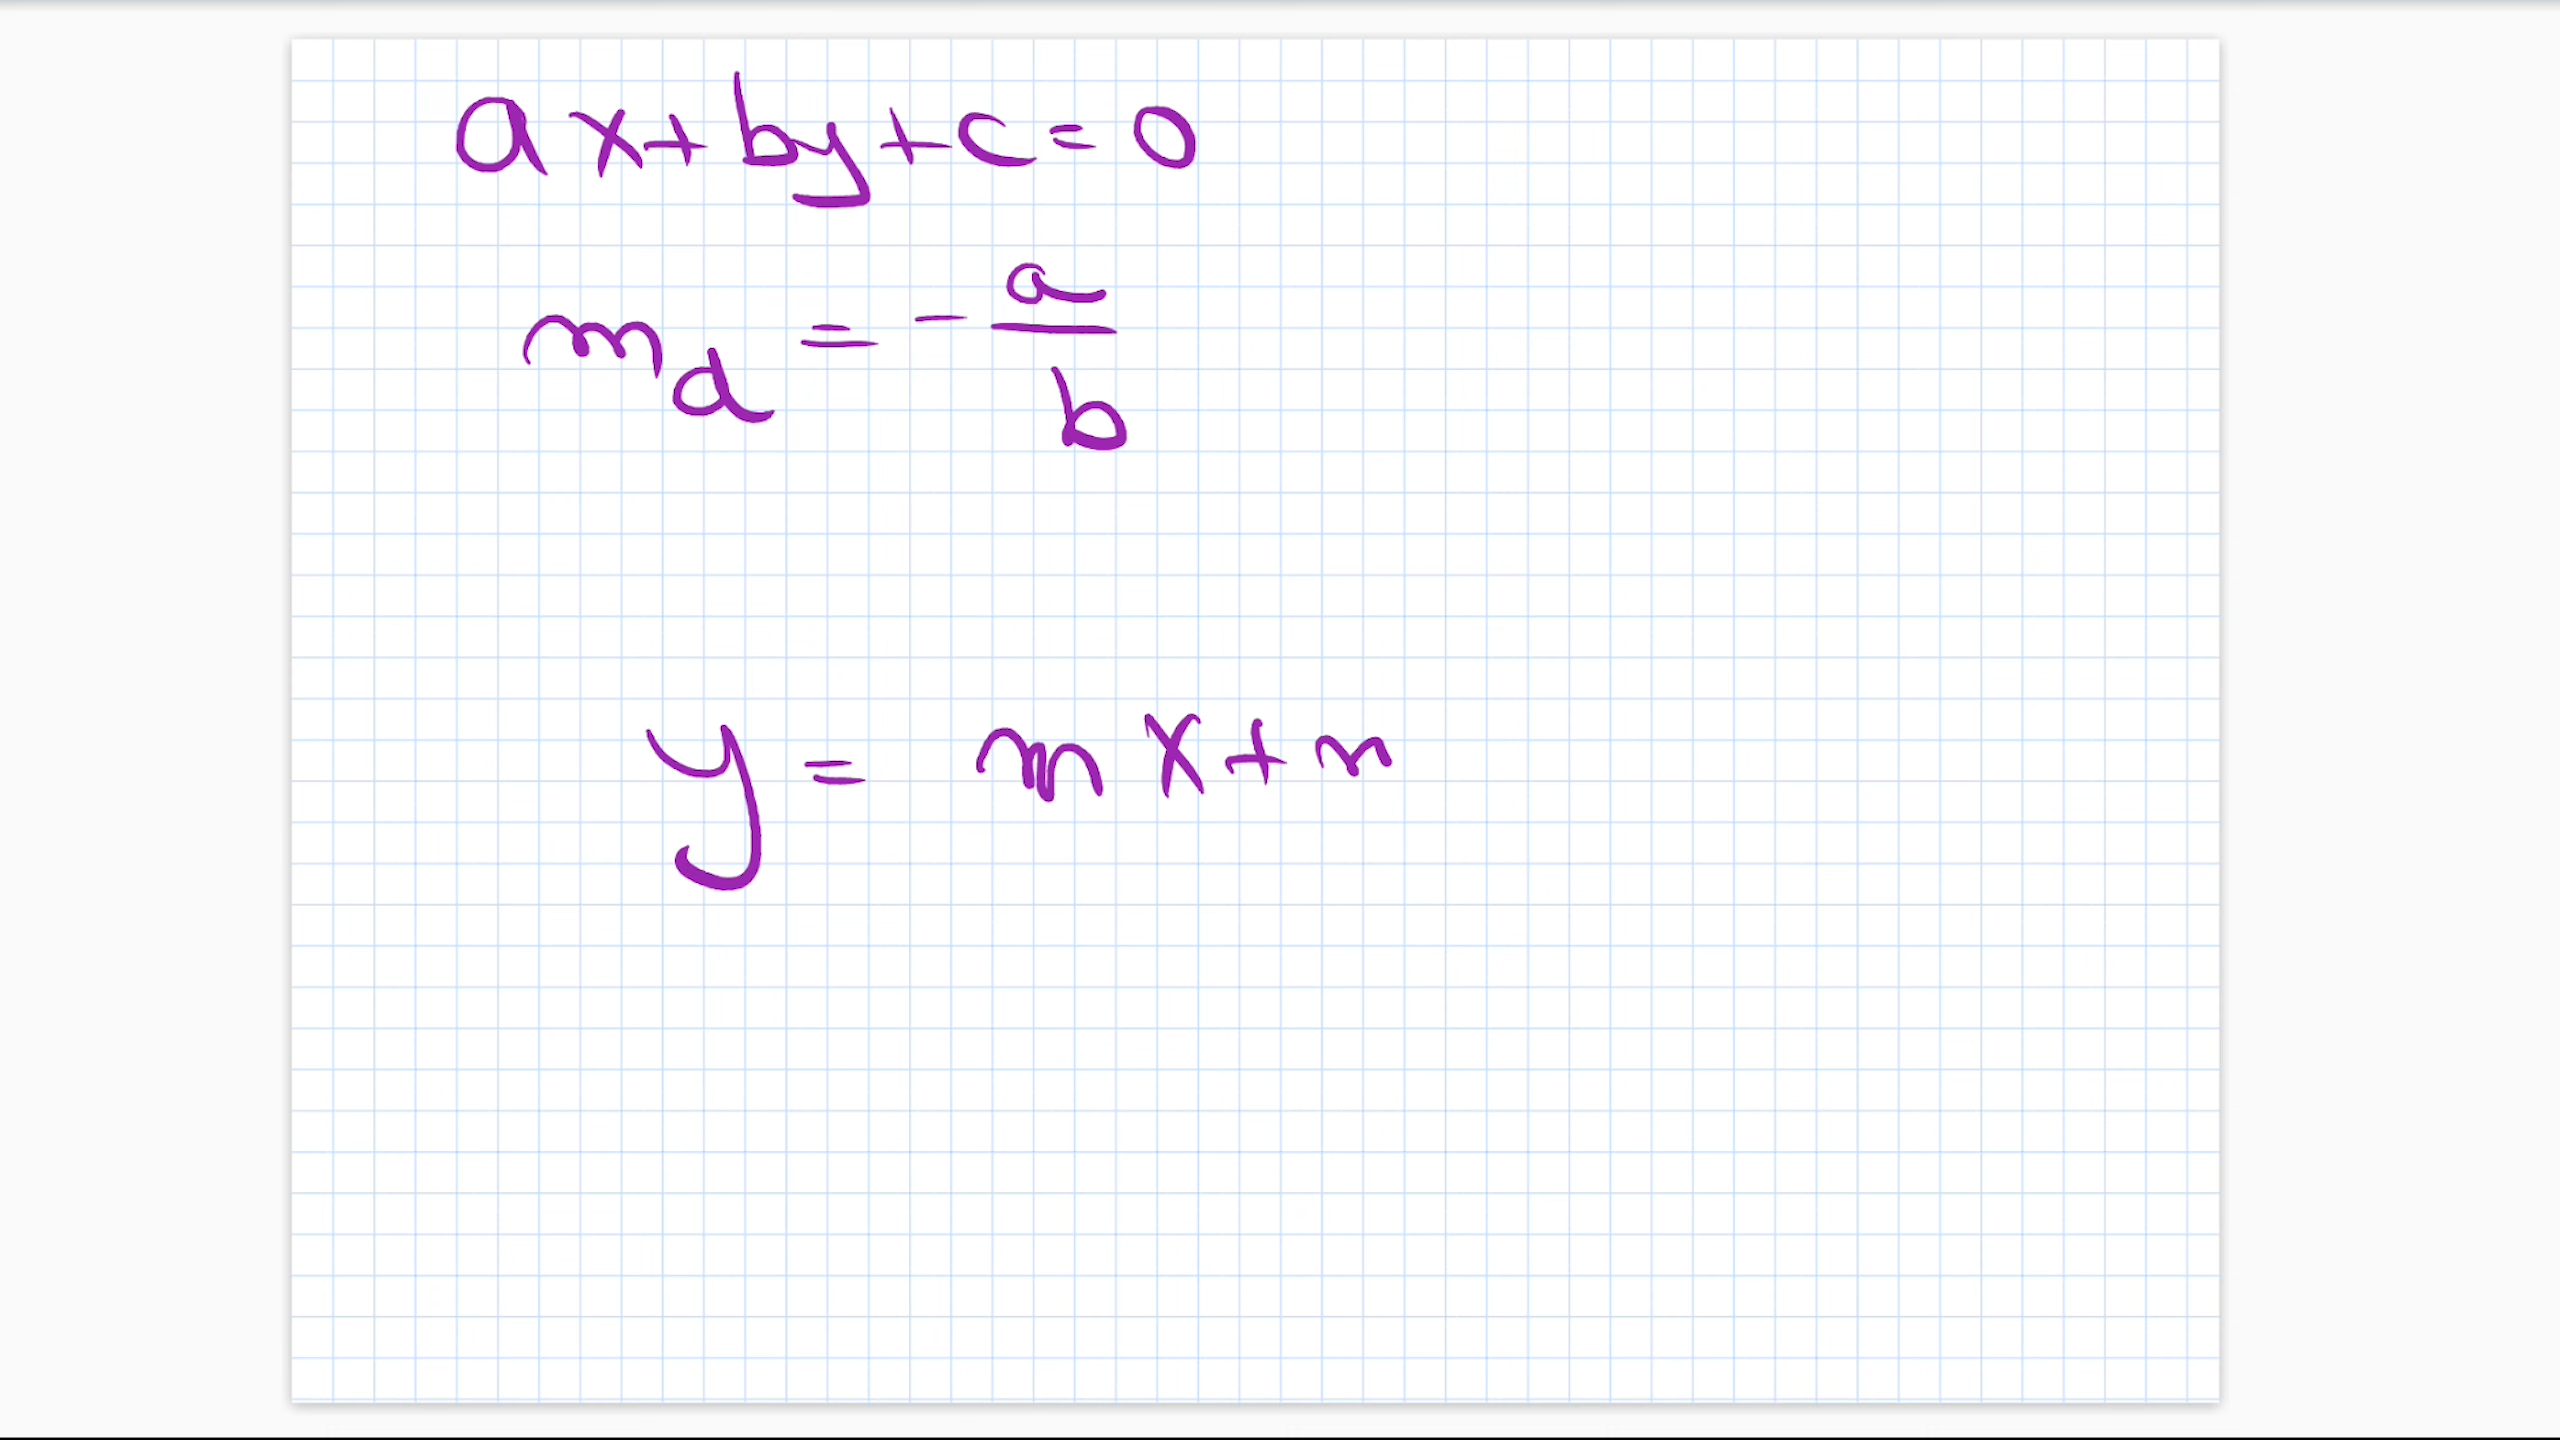 ax+by+c=0
m_d = - a/b
y = mx+n